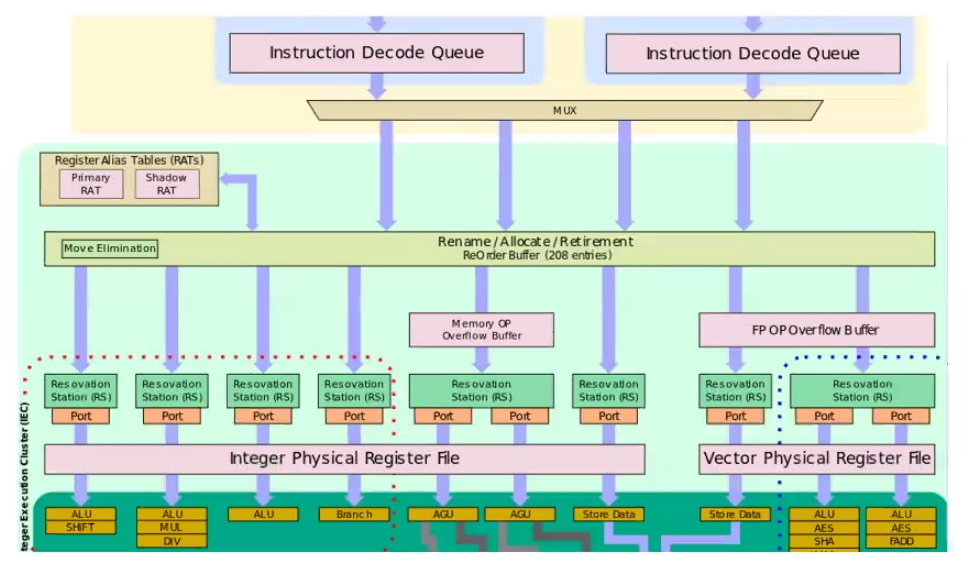 Instruction Decode Queue
Instruction Decode Queue
MUX
Register Alias Tables (RATs)
Primary
RAT
Shadow
RAT
Rename / Allocate / Retirement
ReOrder Buffer (208 entries)
Move Elimination
Memory OP
Overflow Buffer
FP OP Overflow Buffer
Resovation
Station (RS)
Resovation
Station (RS)
Resovation
Station (RS)
Resovation
Station (RS)
Resovation
Station (RS)
Resovation
Station (RS)
Resovation
Station (RS)
Resovation
Station (RS)
Port
Port
Port
Port
Port
Port
Port
Port
Port
Port
Integer Physical Register File
Vector Physical Register File
teger Execution Cluster (IEC)
ALU
SHIFT
ALU
MUL
DIV
ALU
Branch
AGU
AGU
Store Data
Store Data
ALU
AES
SHA
ALU
AES
FADD